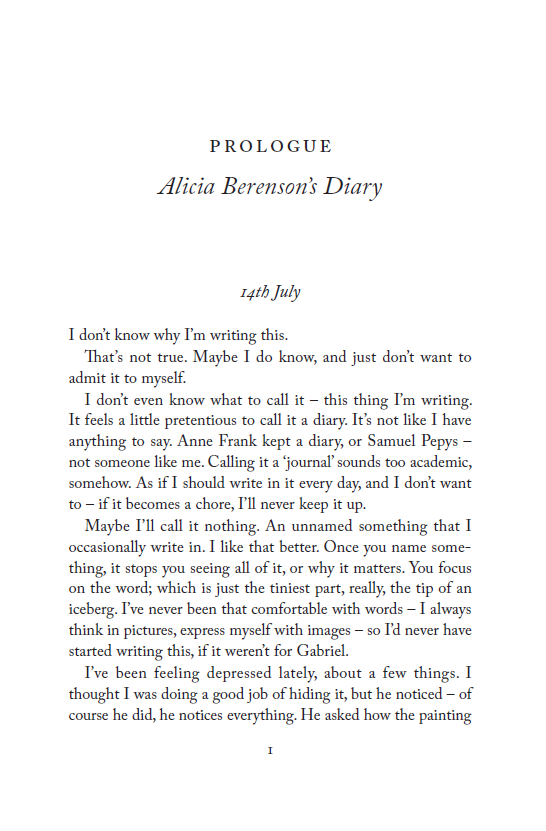 PROLOGUE
Alicia Berenson’s Diary
14th July
I don’t know why I’m writing this.
That’s not true. Maybe I do know, and just don’t want to
admit it to myself.
I don’t even know what to call it – this thing I’m writing.
It feels a little pretentious to call it a diary. It’s not like I have
anything to say. Anne Frank kept a diary, or Samuel Pepys –
not someone like me. Calling it a ‘journal’ sounds too academic,
somehow. As if I should write in it every day, and I don’t want
to – if it becomes a chore, I’ll never keep it up.
Maybe I’ll call it nothing. An unnamed something that I
occasionally write in. I like that better. Once you name some-
thing, it stops you seeing all of it, or why it matters. You focus
on the word; which is just the tiniest part, really, the tip of an
iceberg. I’ve never been that comfortable with words – I always
think in pictures, express myself with images – so I’d never have
started writing this, if it weren’t for Gabriel.
I’ve been feeling depressed lately, about a few things. I
thought I was doing a good job of hiding it, but he noticed – of
course he did, he notices everything. He asked how the painting
1